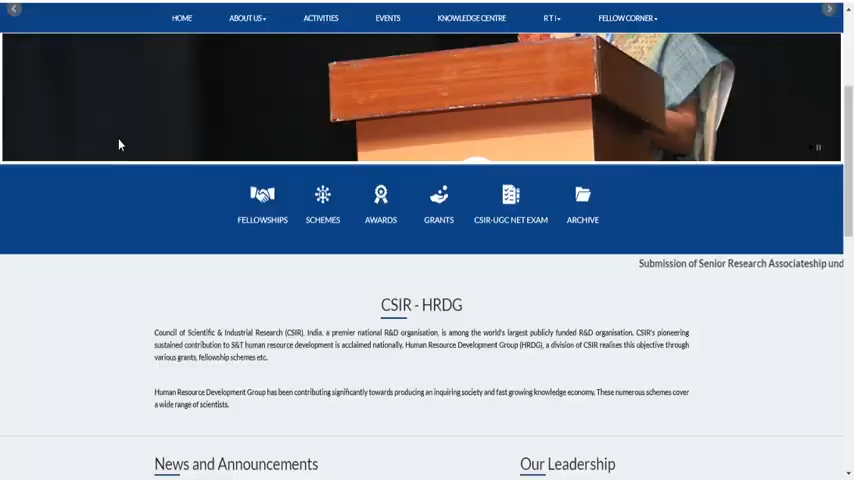 HOME ABOUT US ACTIVITIES EVENTS KNOWLEDGE CENTRE R T I FELLOW CORNER
FELLOWSHIPS SCHEMES AWARDS GRANTS CSIR-UGC NET EXAM ARCHIVE
Submission of Senior Research Associateship und
CSIR - HRDG
Council of Scientific & Industrial Research (CSIR), India, a premier national R&D organisation, is among the world's largest publicly funded R&D organisation. CSIR's pioneering
sustained contribution to S&T human resource development is acclaimed nationally. Human Resource Development Group (HRDG), a division of CSIR realises this objective through
various grants, fellowship schemes etc.
Human Resource Development Group has been contributing significantly towards producing an inquiring society and fast growing knowledge economy. These numerous schemes cover
a wide range of scientists.
News and Announcements
Our Leadership